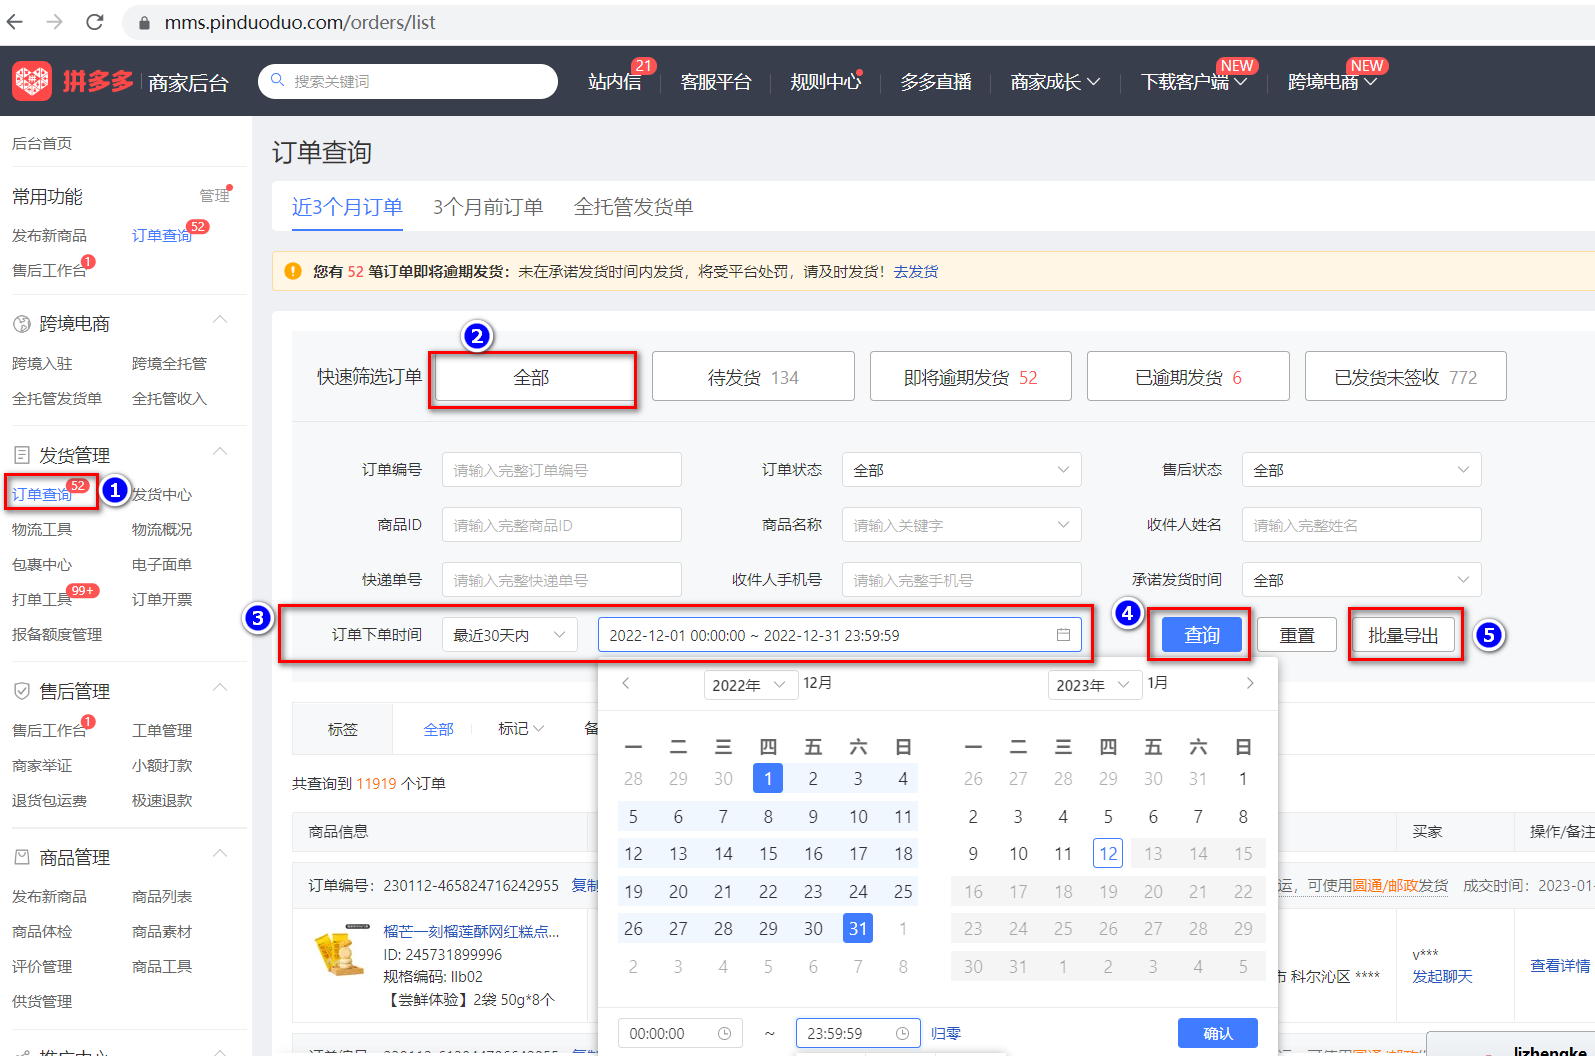 mms.pinduoduo.com/orders/list
拼多多 商家后台 搜索关键词 站内信 21 客服平台 规则中心 多多直播 商家成长 下载客户端 NEW 跨境电商 NEW
后台首页
常用功能 管理
发布新商品 订单查询 52
售后工作台 1
跨境电商
跨境入驻 跨境全托管
全托管发货单 全托管收入
发货管理
订单查询 52 1 发货中心
物流工具 物流概况
包裹中心 电子面单
打单工具 99+ 订单开票
报备额度管理
售后管理
售后工作台 1 工单管理
商家举证 小额打款
退货包运费 极速退款
商品管理
发布新商品 商品列表
商品体检 商品素材
评价管理 商品工具
供货管理
推广中心
订单查询
近3个月订单 3个月前订单 全托管发货单
您有 52 笔订单即将逾期发货：未在承诺发货时间内发货，将受平台处罚，请及时发货！去发货
2
快速筛选订单 全部 待发货 134 即将逾期发货 52 已逾期发货 6 已发货未签收 772
订单编号 请输入完整订单编号 订单状态 全部 售后状态 全部
商品ID 请输入完整商品ID 商品名称 请输入关键字 收件人姓名 请输入完整姓名
快递单号 请输入完整快递单号 收件人手机号 请输入完整手机号 承诺发货时间 全部
3 订单下单时间 最近30天内 2022-12-01 00:00:00 ~ 2022-12-31 23:59:59 4 查询 重置 批量导出 5
2022年 12月 2023年 1月
标签 全部 标记 备
一 二 三 四 五 六 日 一 二 三 四 五 六 日
28 29 30 1 2 3 4 26 27 28 29 30 31 1
5 6 7 8 9 10 11 2 3 4 5 6 7 8
12 13 14 15 16 17 18 9 10 11 12 13 14 15
19 20 21 22 23 24 25 16 17 18 19 20 21 22
26 27 28 29 30 31 1 23 24 25 26 27 28 29
2 3 4 5 6 7 8 30 31 1 2 3 4 5
00:00:00 ~ 23:59:59 归零 确认
共查询到 11919 个订单
商品信息 买家 操作/备注
订单编号：230112-465824716242955 复制 运，可使用圆通/邮政发货 成交时间：2023-01-
榴芒一刻榴莲酥网红糕点...
ID: 245731899996
规格编码: llb02
【尝鲜体验】2袋 50g*8个
市 科尔沁区 ****
v***
发起聊天
查看详情
lizhengke